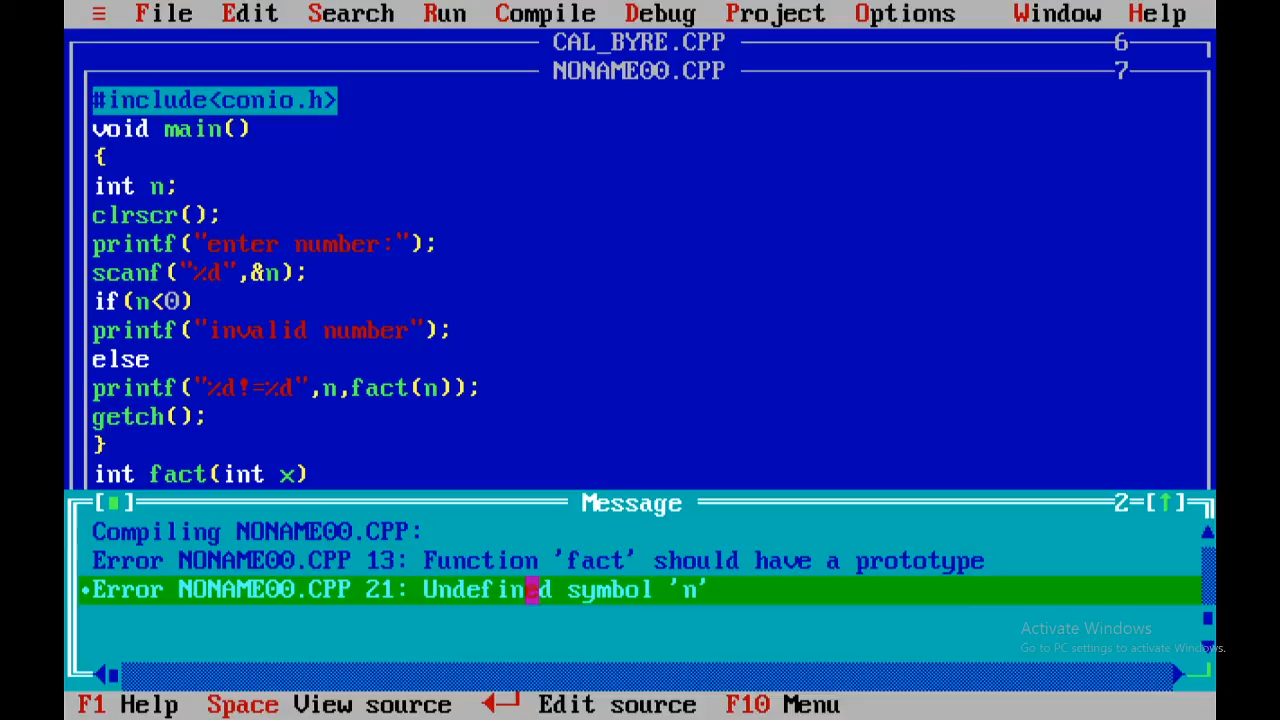 ≡ File Edit Search Run Compile Debug Project Options Window Help
CAL_BYRE.CPP 6
NONAME00.CPP 7
#include<conio.h>
void main()
{
int n;
clrscr();
printf("enter number:");
scanf("%d",&n);
if(n<0)
printf("invalid number");
else
printf("%d!=%d",n,fact(n));
getch();
}
int fact(int x)
[■] Message 2=[↑]
Compiling NONAME00.CPP:
Error NONAME00.CPP 13: Function 'fact' should have a prototype
•Error NONAME00.CPP 21: Undefined symbol 'n'
Activate Windows
Go to PC settings to activate Windows.
F1 Help Space View source ◄┘ Edit source F10 Menu